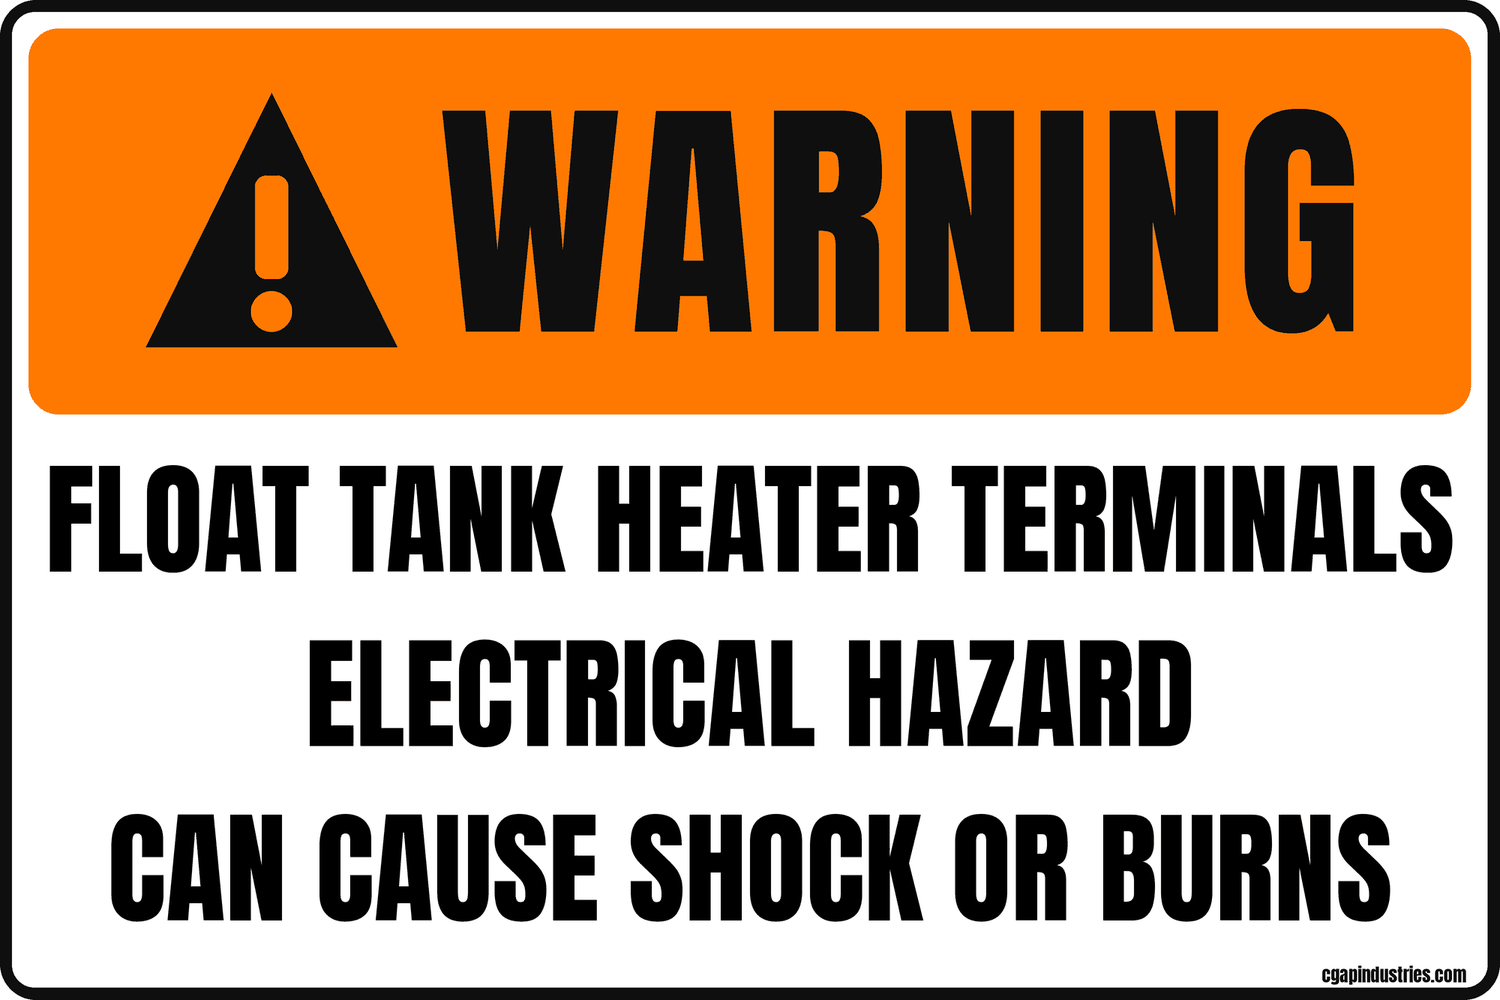 WARNING
FLOAT TANK HEATER TERMINALS
ELECTRICAL HAZARD
CAN CAUSE SHOCK OR BURNS
cgapindustries.com